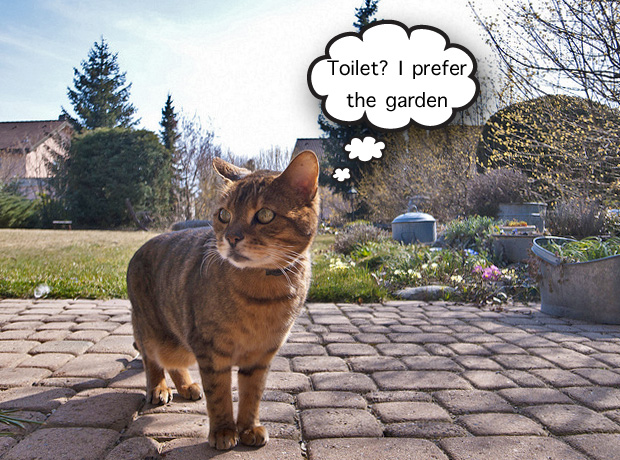 Toilet? I prefer
the garden